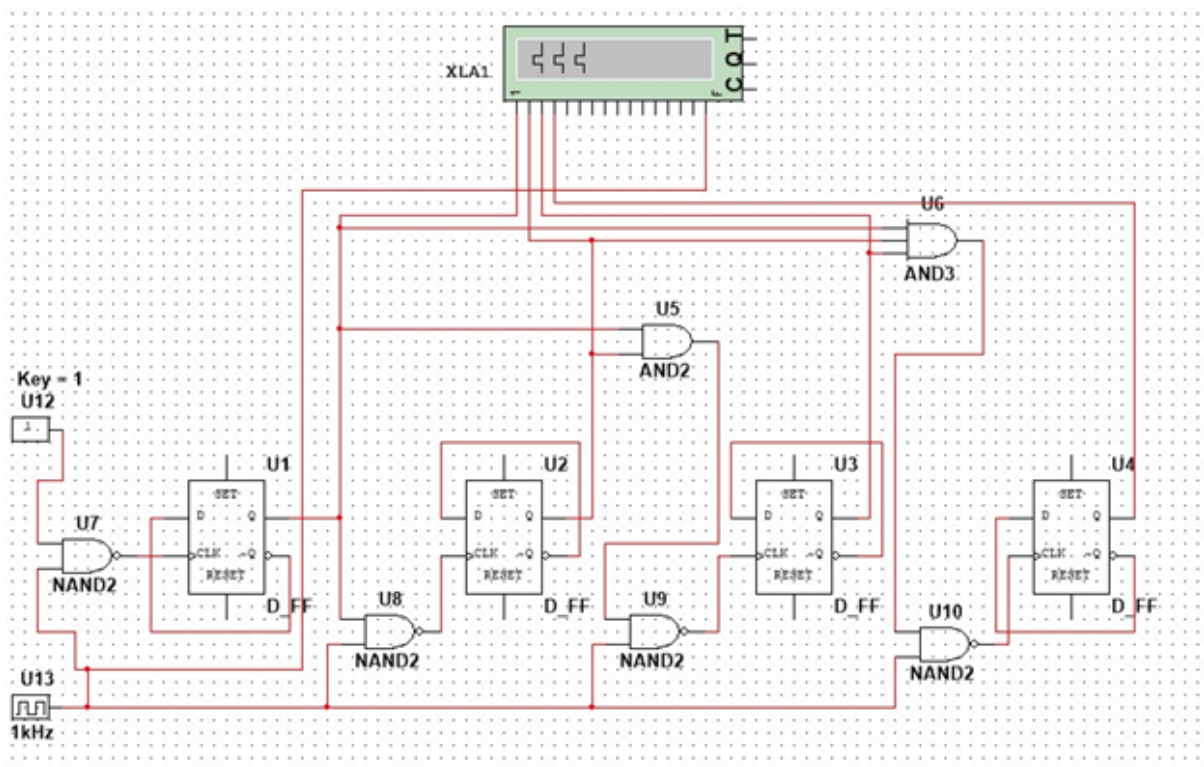 XLA1
1
F
C
Q
T
U6
AND3
U5
AND2
Key = 1
U12
1
U1
SET
D
Q
CLK
~Q
RESET
D_FF
U2
SET
D
Q
CLK
~Q
RESET
D_FF
U3
SET
D
Q
CLK
~Q
RESET
D_FF
U4
SET
D
Q
CLK
~Q
RESET
D_FF
U7
NAND2
U8
NAND2
U9
NAND2
U10
NAND2
U13
1kHz